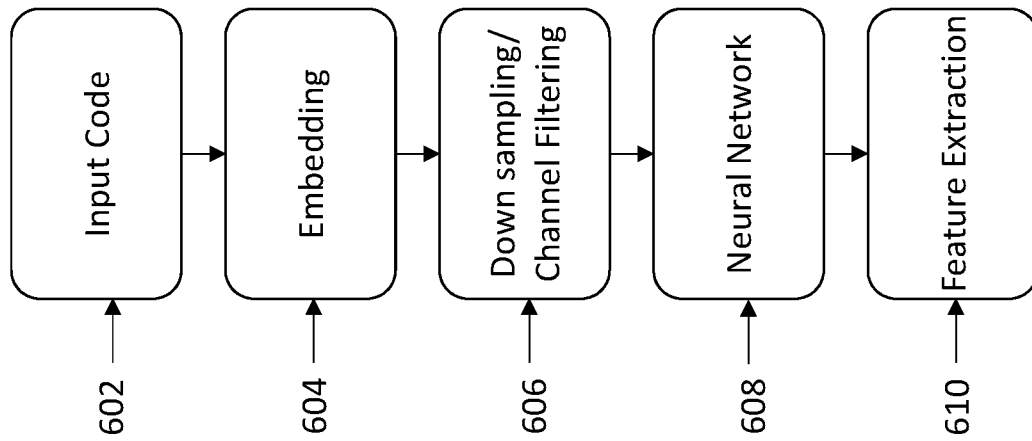 Input Code
Embedding
Down sampling/
Channel Filtering
Neural Network
Feature Extraction
602
604
606
608
610